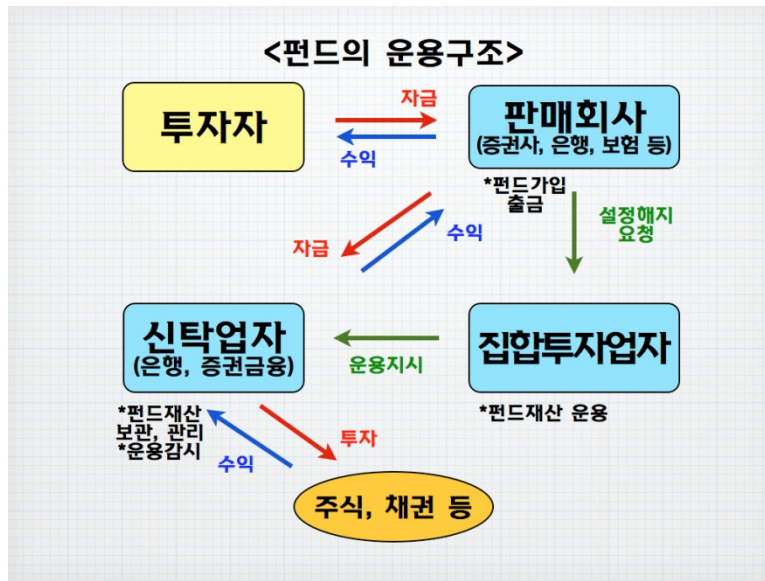 <펀드의 운용구조>
투자자
자금
수익
판매회사
(증권사, 은행, 보험 등)
*펀드가입
출금
설정해지
요청
자금
수익
신탁업자
(은행, 증권금융)
운용지시
집합투자업자
*펀드재산
보관, 관리
*운용감시
*펀드재산 운용
투자
수익
주식, 채권 등